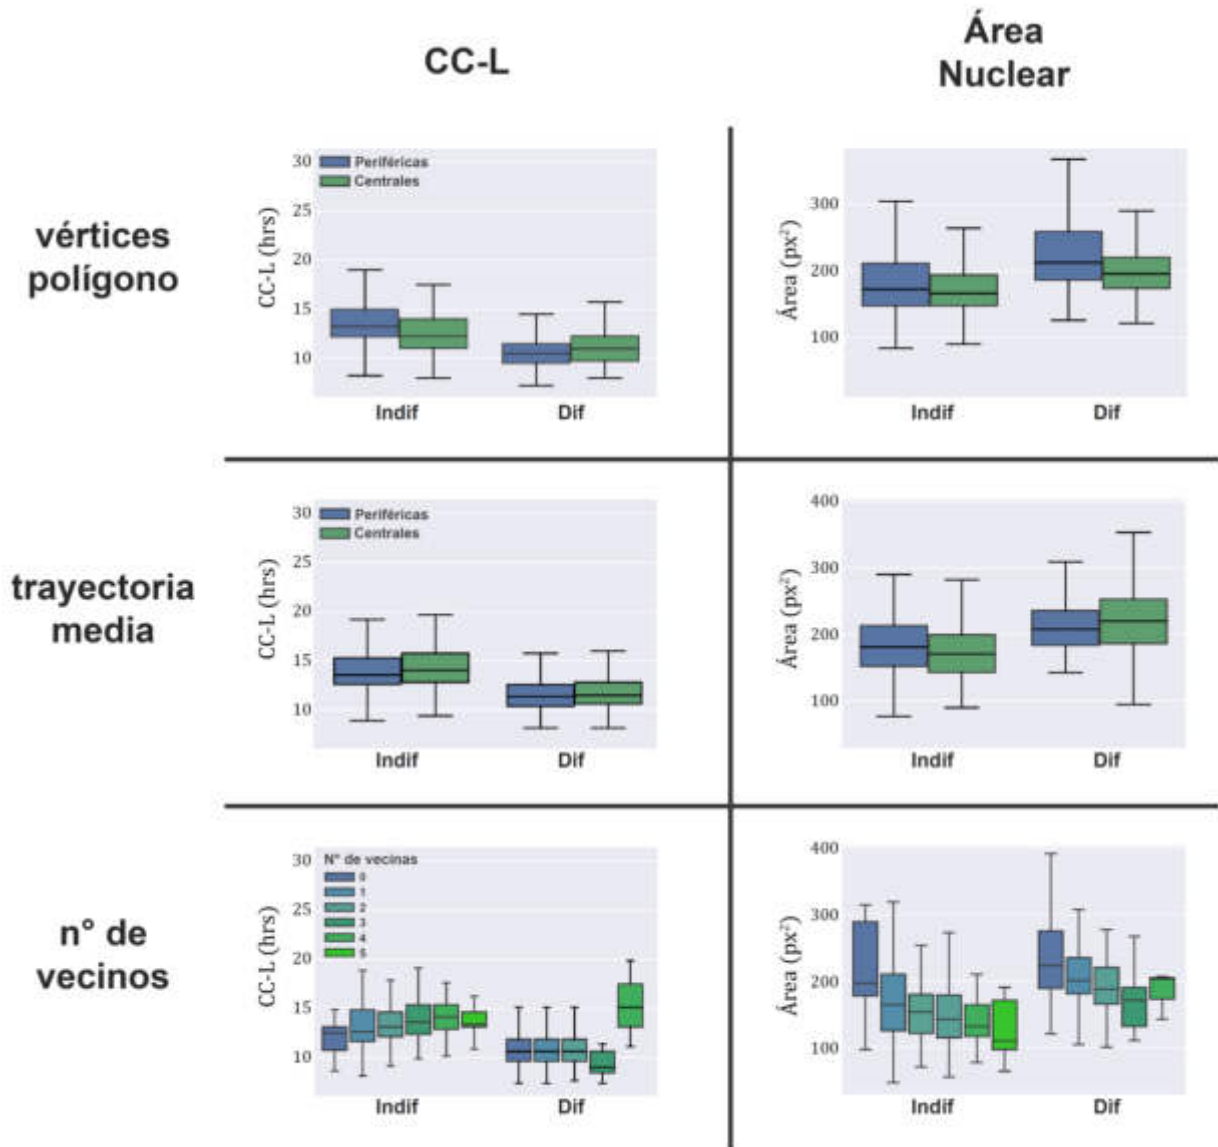 CC-L
Área
Nuclear
vértices
polígono
CC-L (hrs)
30
25
20
15
10
Periféricas
Centrales
Indif
Dif
Área (px²)
300
200
100
Indif
Dif
trayectoria
media
CC-L (hrs)
30
25
20
15
10
Periféricas
Centrales
Indif
Dif
Área (px²)
400
300
200
100
Indif
Dif
n° de
vecinos
CC-L (hrs)
30
25
20
15
10
N° de vecinas
0
1
2
3
4
5
Indif
Dif
Área (px²)
400
300
200
100
Indif
Dif